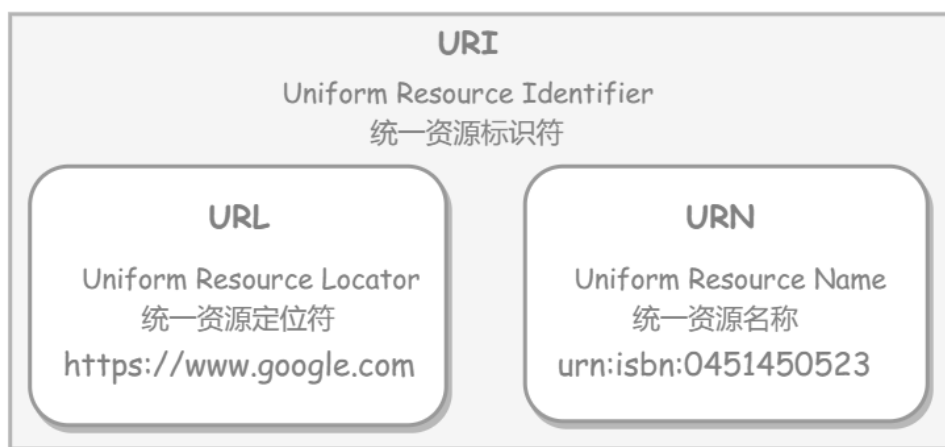 URI
Uniform Resource Identifier
统一资源标识符
URL
Uniform Resource Locator
统一资源定位符
https://www.google.com
URN
Uniform Resource Name
统一资源名称
urn:isbn:0451450523